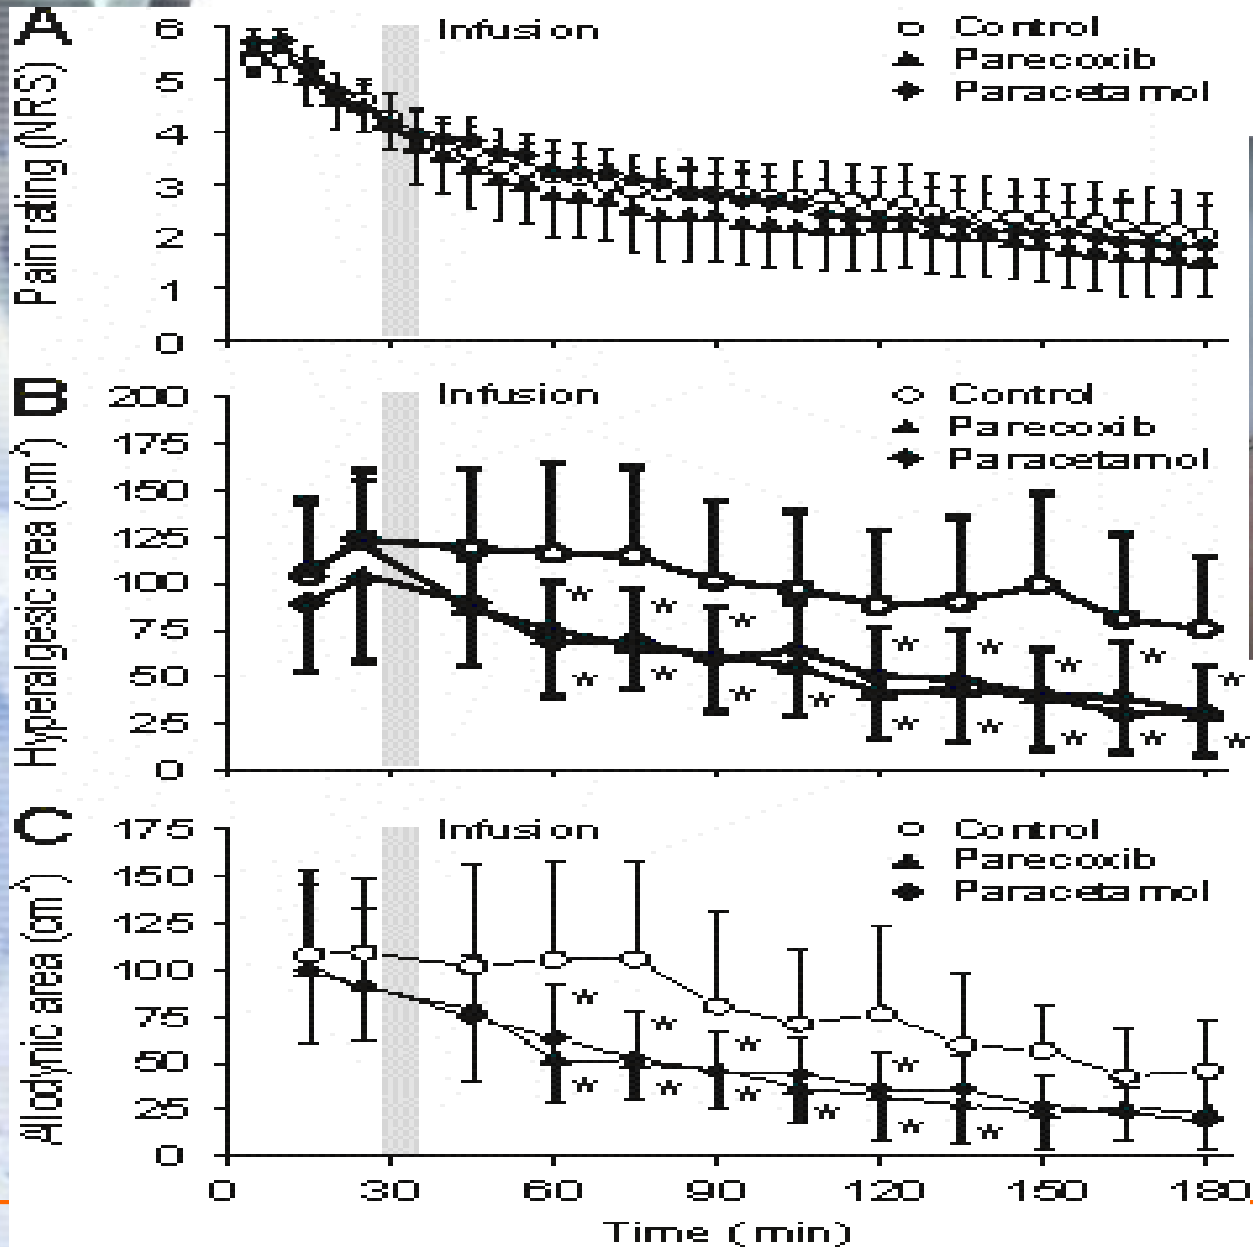 A
Pain rating (NRS)
6
5
4
3
2
1
0
Infusion
Control
Parecoxib
Paracetamol
B
Hyperalgesic area (cm²)
200
175
150
125
100
75
50
25
0
Infusion
Control
Parecoxib
Paracetamol
* * * * * * * *
* * * * * * * * *
C
Allodynic area (cm²)
175
150
125
100
75
50
25
0
Infusion
Control
Parecoxib
Paracetamol
* * * *
* * * * * *
0 30 60 90 120 150 180
Time (min)